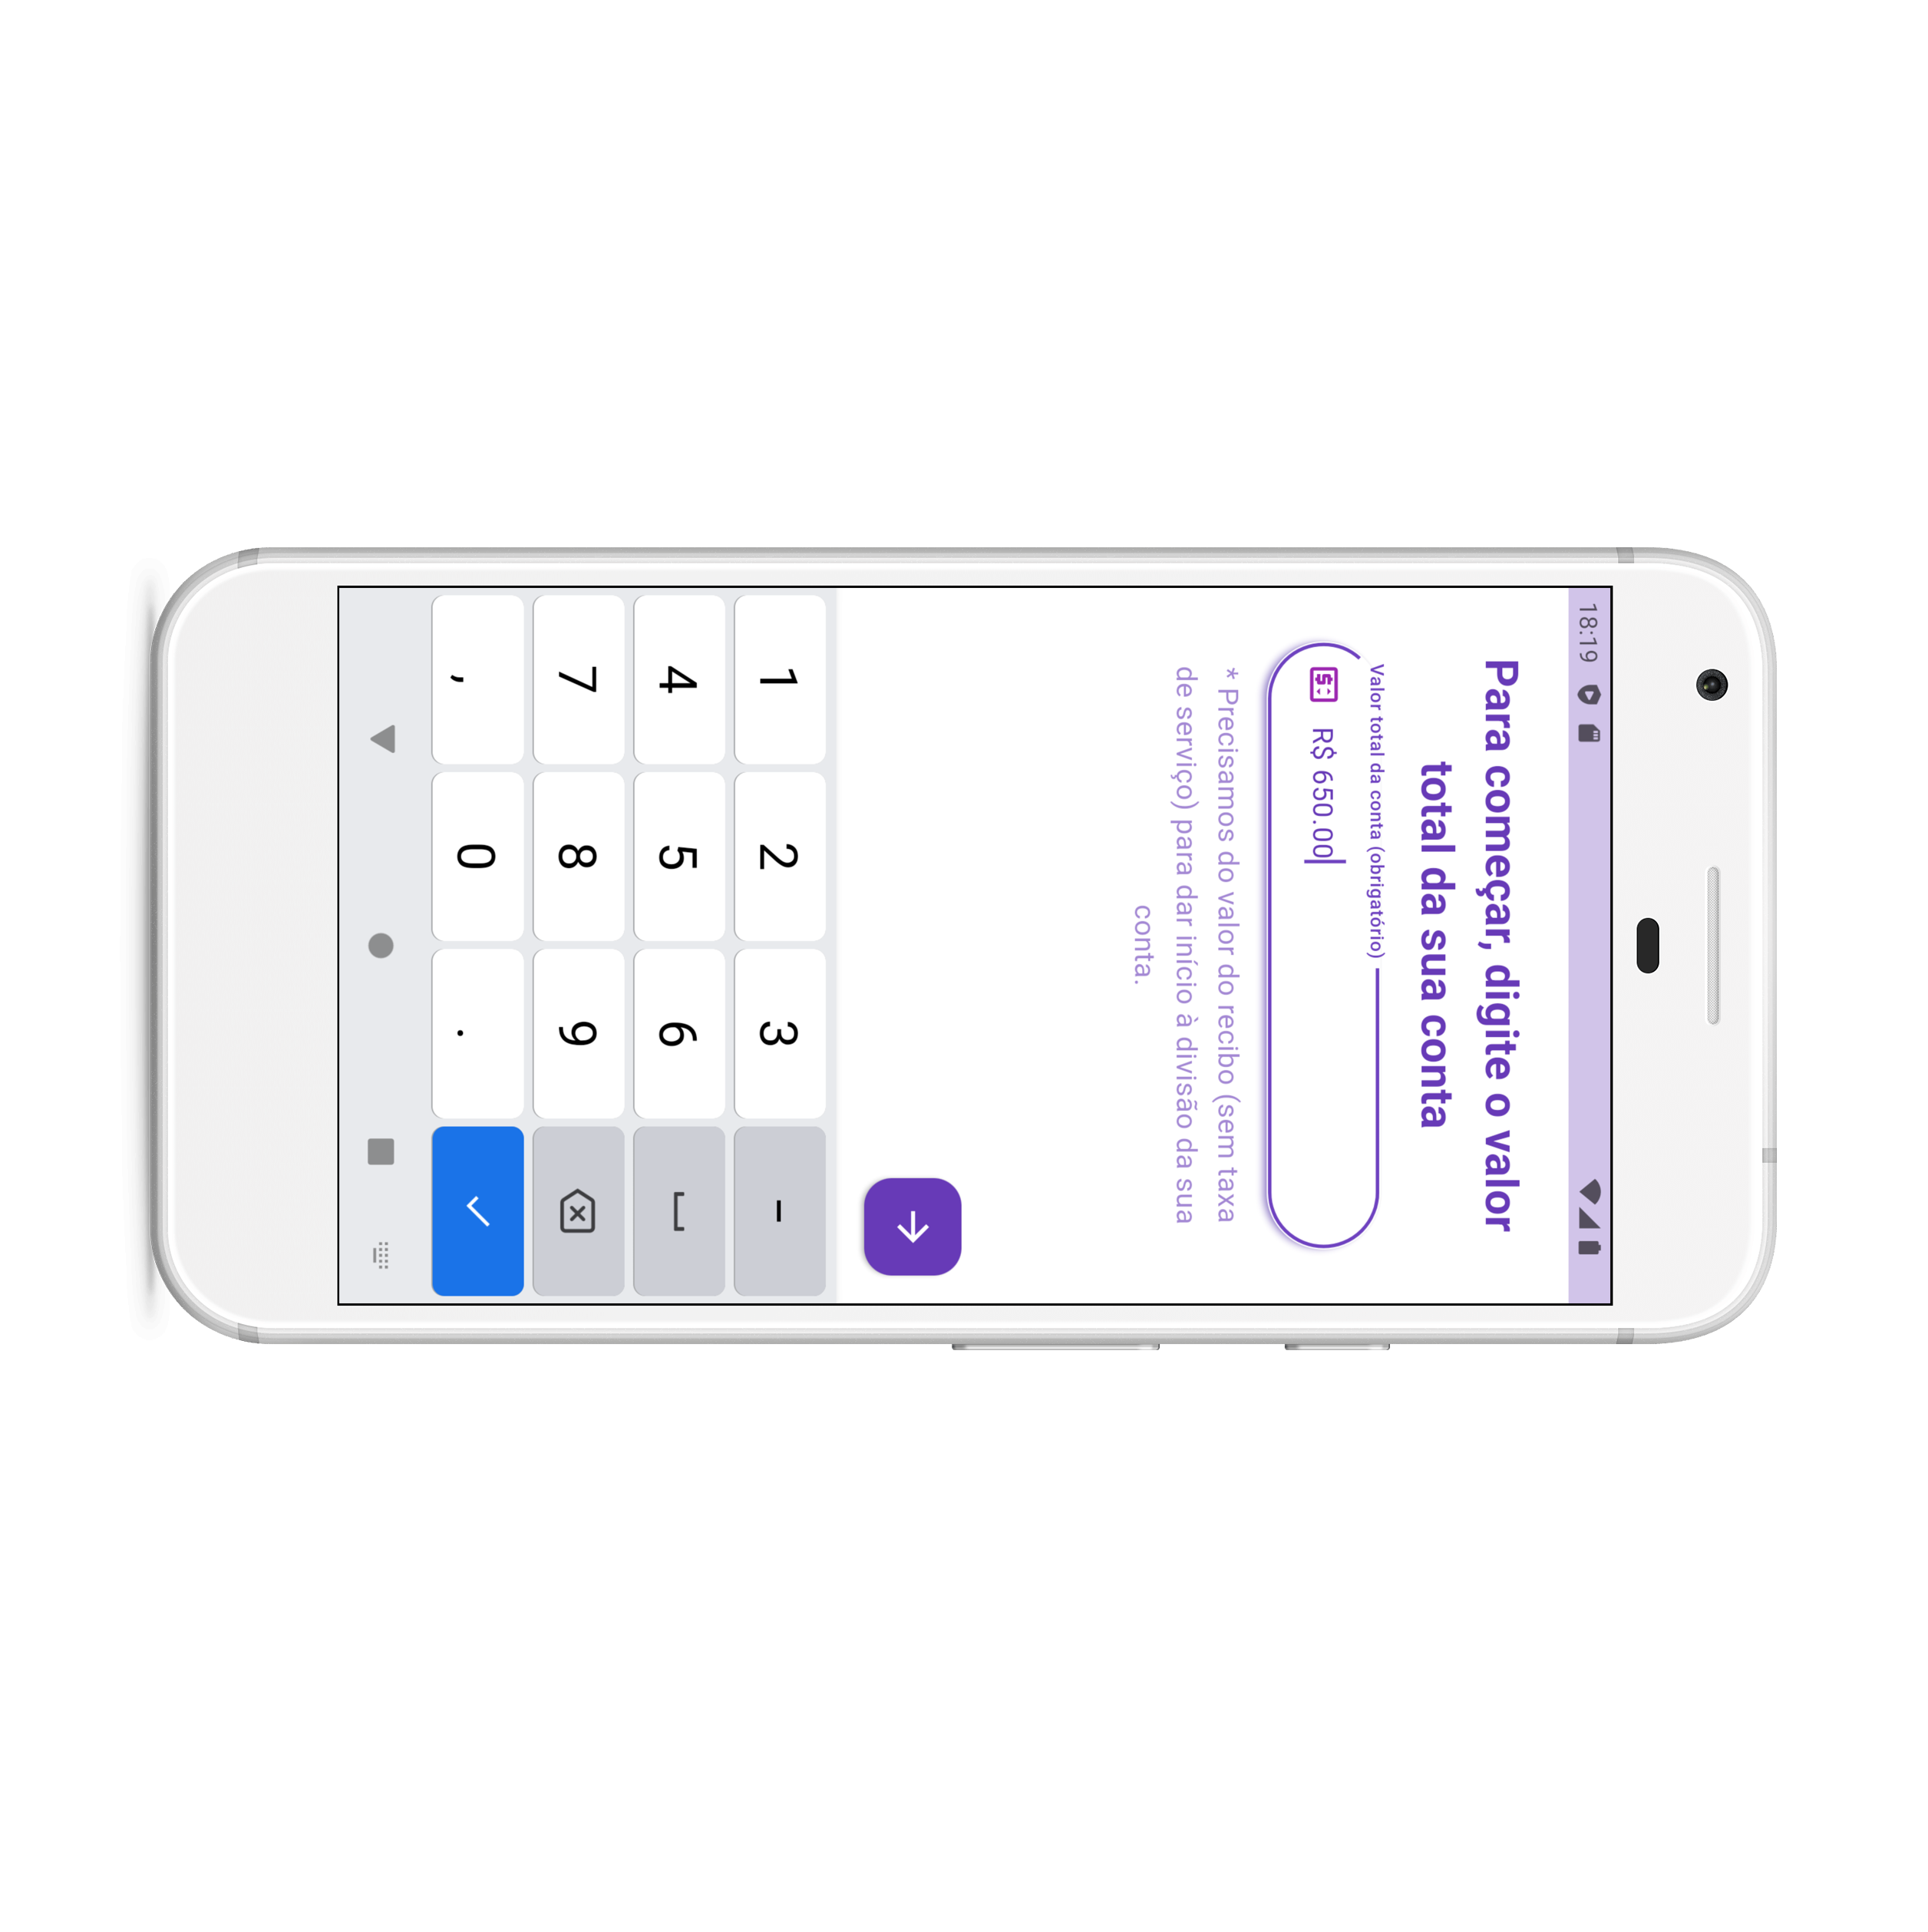 18:19
Para começar, digite o valor
total da sua conta
Valor total da conta (obrigatório)
R$ 650.00
* Precisamos do valor do recibo (sem taxa
de serviço) para dar início à divisão da sua
conta.
1 2 3 -
4 5 6
7 8 9
, 0 .